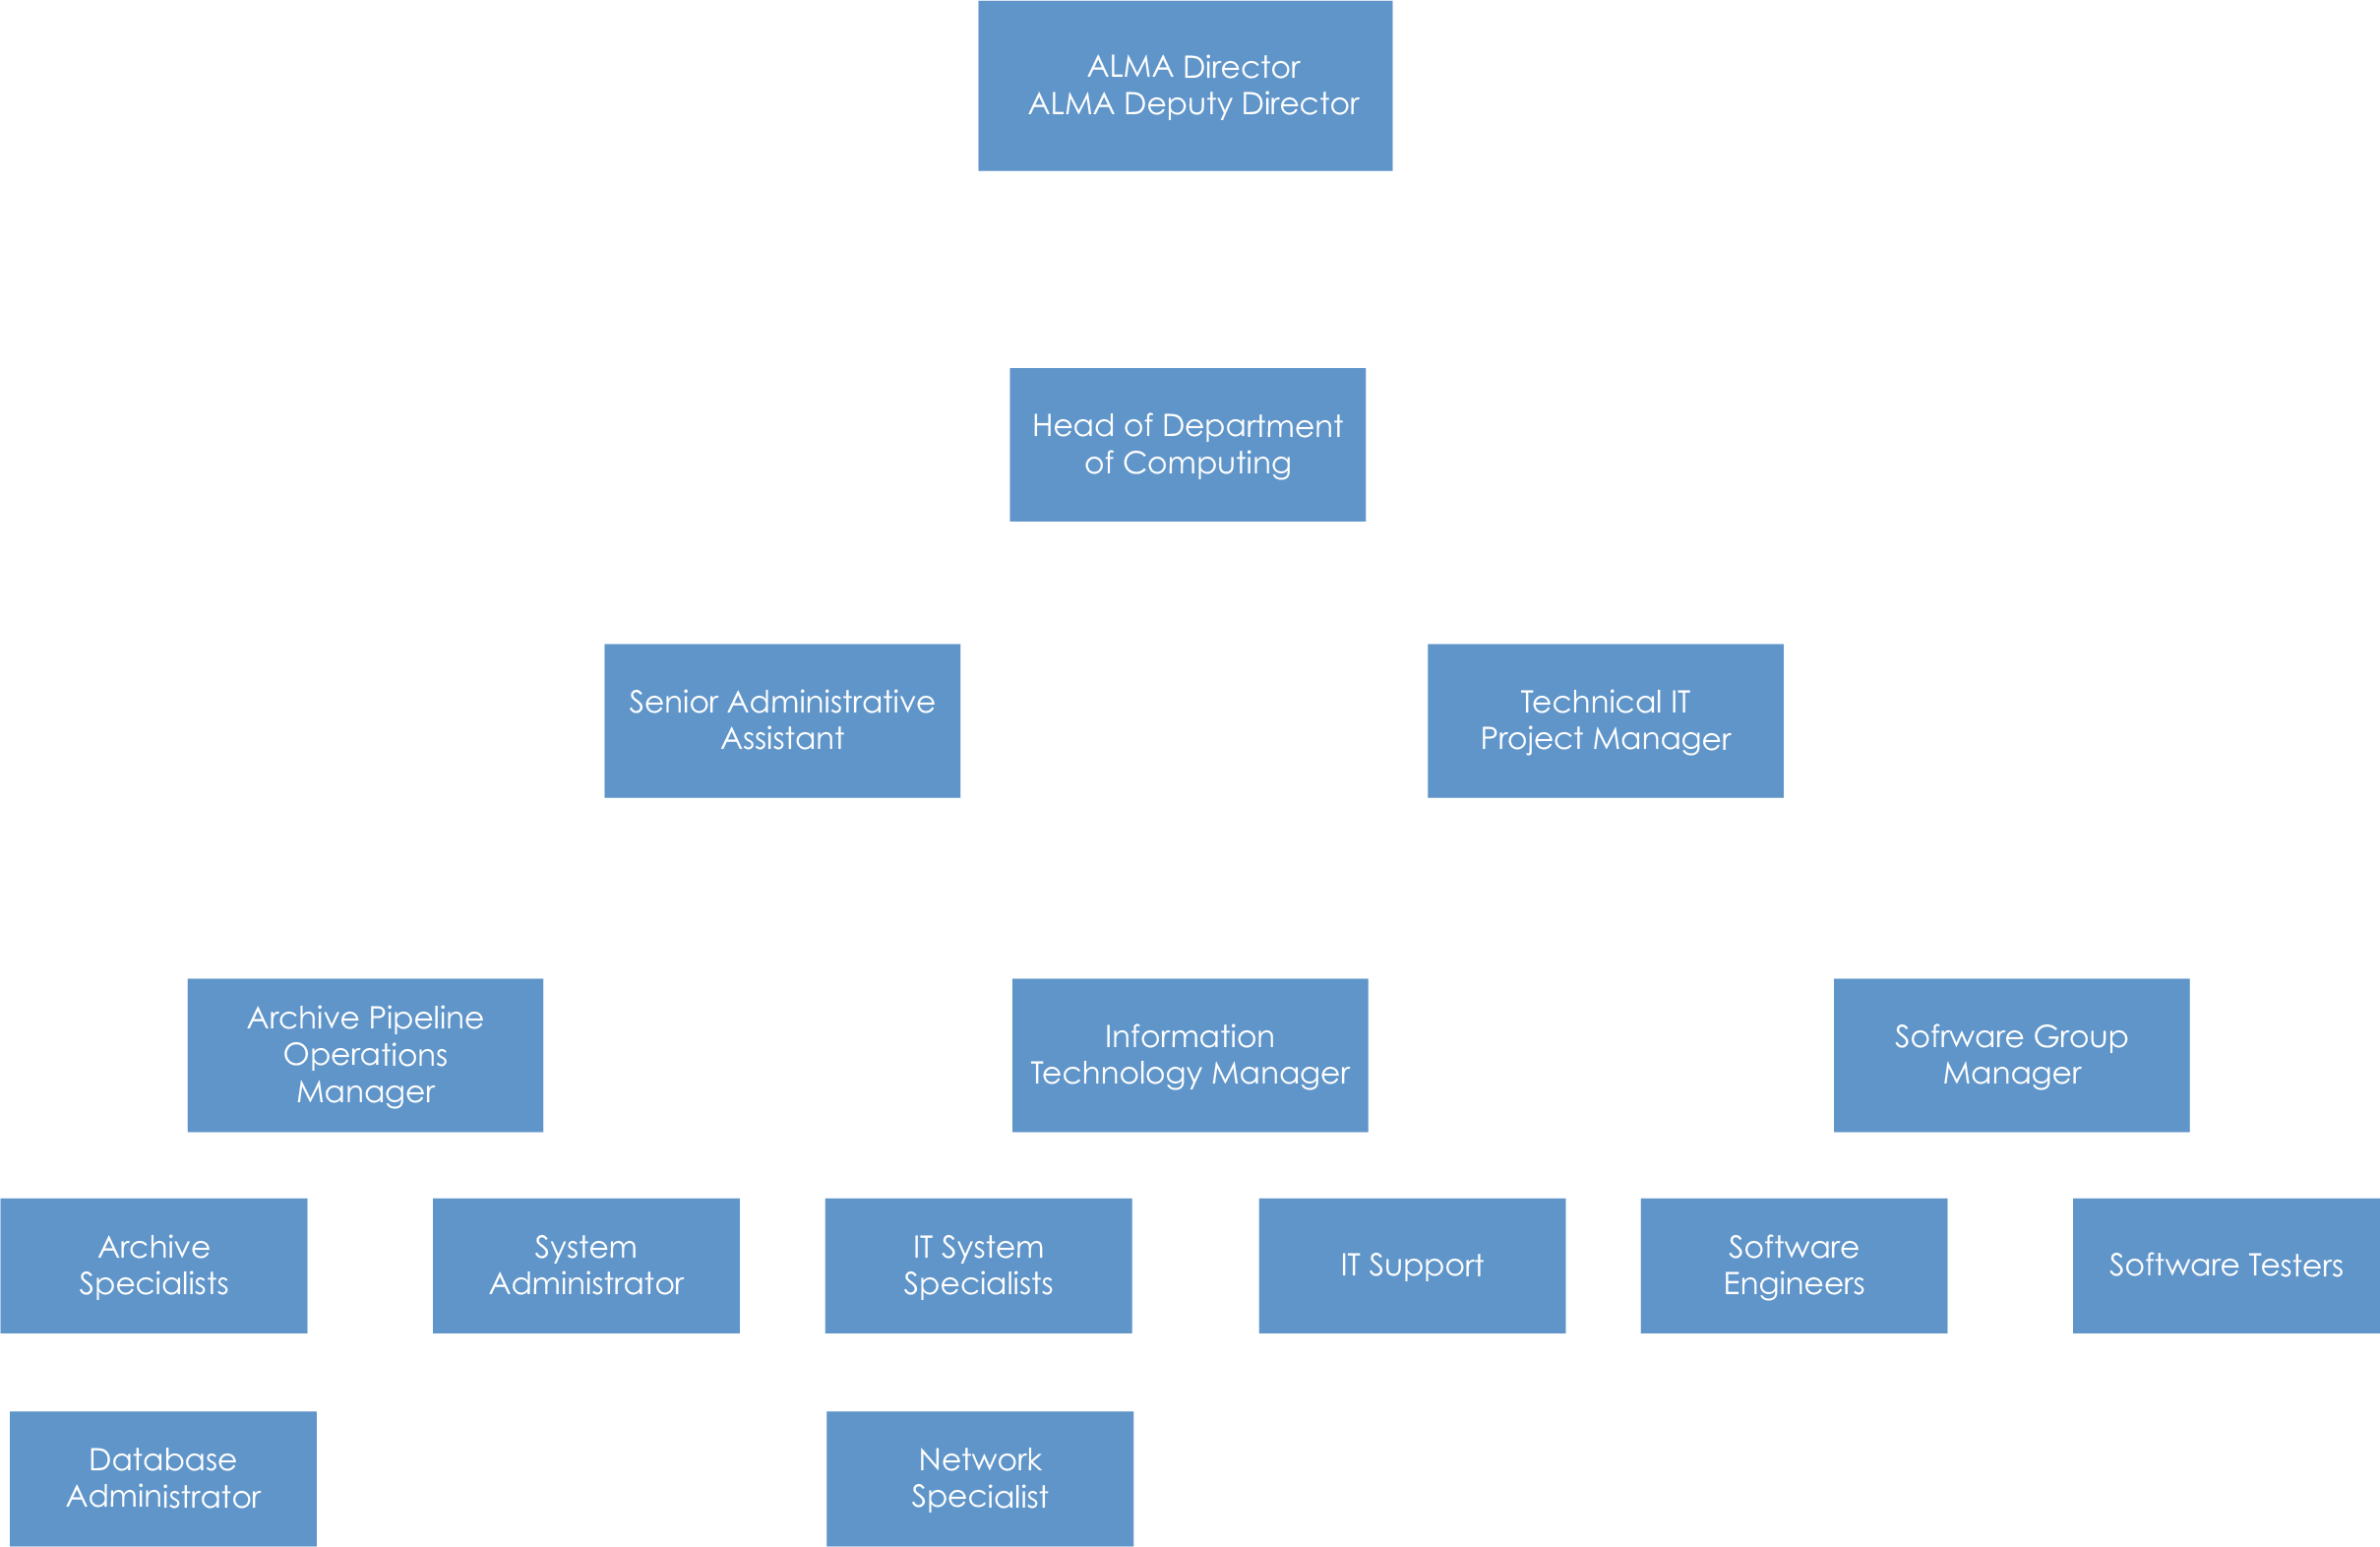 ALMA Director
ALMA Deputy Director
Head of Department
of Computing
Senior Administrative
Assistant
Technical IT
Project Manager
Archive Pipeline
Operations
Manager
Information
Technology Manager
Software Group
Manager
Archive
Specialists
System
Administrator
IT System
Specialists
IT Support
Software
Engineers
Software Testers
Database
Administrator
Network
Specialist